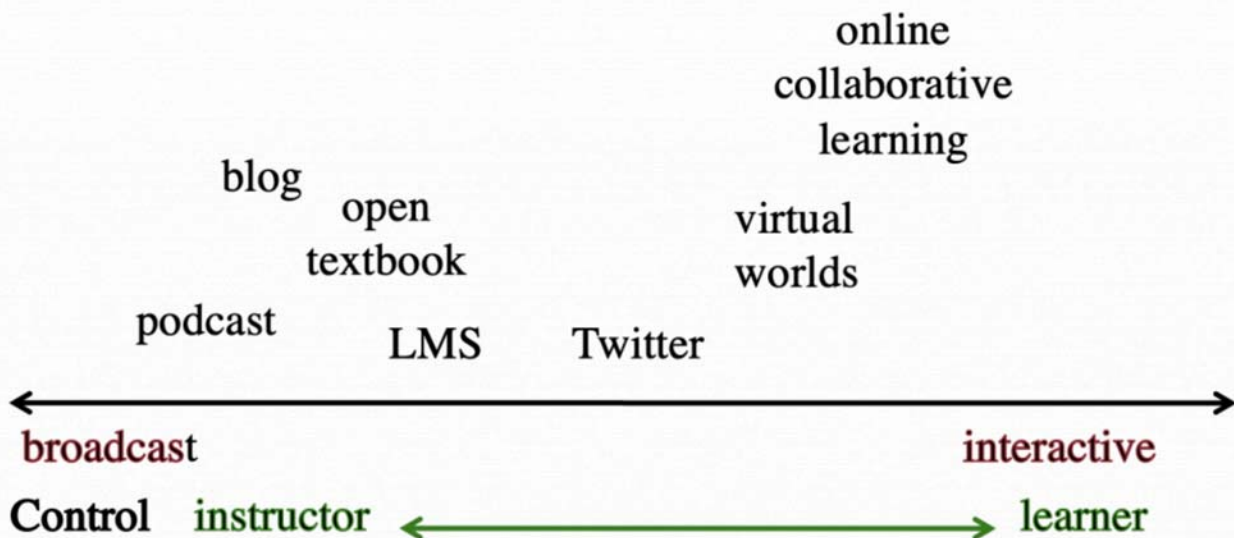 online
collaborative
learning
blog
open
textbook
virtual
worlds
podcast
LMS
Twitter
broadcast
interactive
Control instructor learner